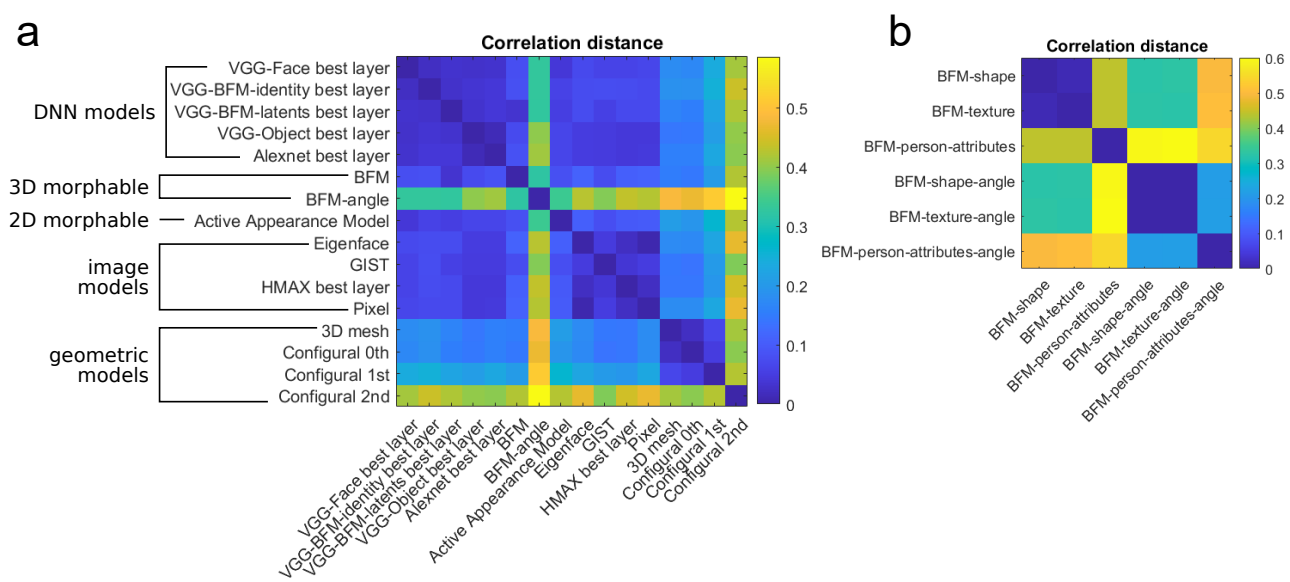 a
Correlation distance
DNN models
VGG-Face best layer
VGG-BFM-identity best layer
VGG-BFM-latents best layer
VGG-Object best layer
Alexnet best layer
3D morphable
BFM
BFM-angle
2D morphable
Active Appearance Model
image
models
Eigenface
GIST
HMAX best layer
Pixel
geometric
models
3D mesh
Configural 0th
Configural 1st
Configural 2nd
0.5
0.4
0.3
0.2
0.1
0
VGG-Face best layer
VGG-BFM-identity best layer
VGG-BFM-latents best layer
VGG-Object best layer
Alexnet best layer
BFM
BFM-angle
Active Appearance Model
Eigenface
GIST
HMAX best layer
Pixel
3D mesh
Configural 0th
Configural 1st
Configural 2nd
b
Correlation distance
BFM-shape
BFM-texture
BFM-person-attributes
BFM-shape-angle
BFM-texture-angle
BFM-person-attributes-angle
0.6
0.5
0.4
0.3
0.2
0.1
0
BFM-shape
BFM-texture
BFM-person-attributes
BFM-shape-angle
BFM-texture-angle
BFM-person-attributes-angle